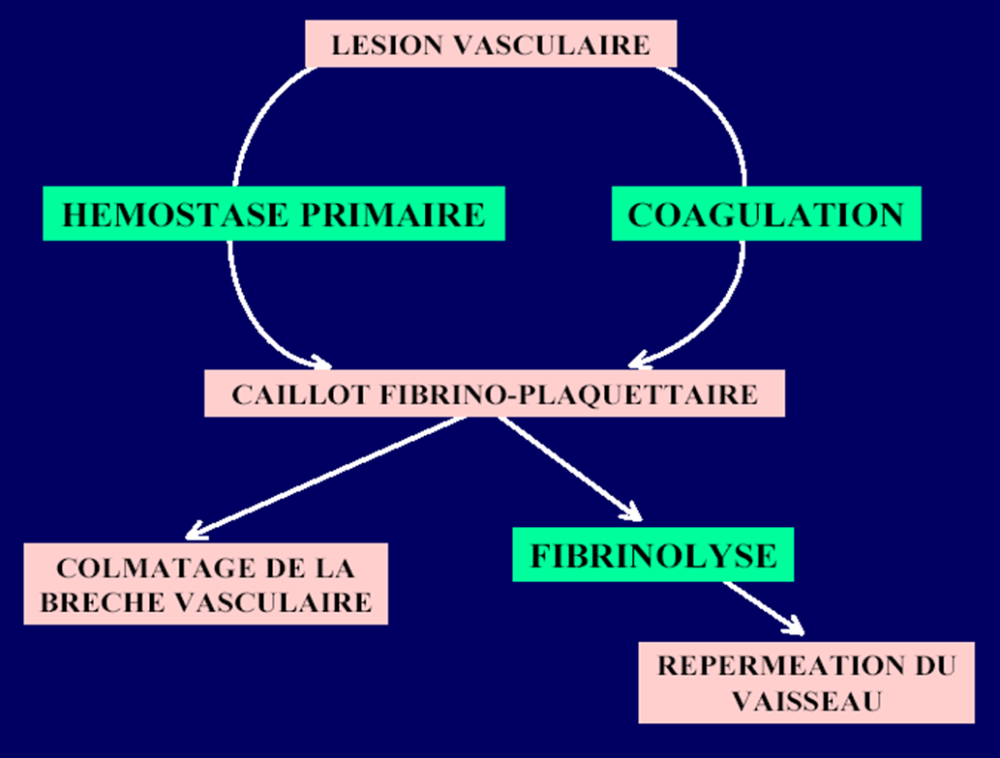 LESION VASCULAIRE
HEMOSTASE PRIMAIRE
COAGULATION
CAILLOT FIBRINO-PLAQUETTAIRE
COLMATAGE DE LA
BRECHE VASCULAIRE
FIBRINOLYSE
REPERMEATION DU
VAISSEAU